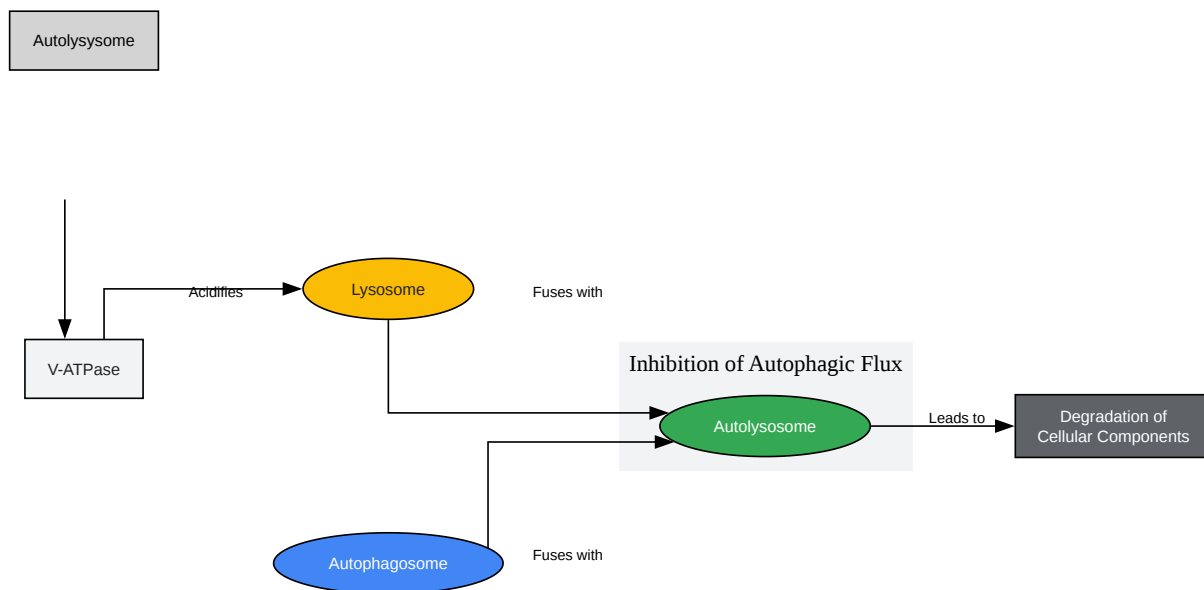 Autolysysome
Acidifies
Lysosome
Fuses with
V-ATPase
Inhibition of Autophagic Flux
Autolysosome
Leads to
Degradation of
Cellular Components
Autophagosome
Fuses with